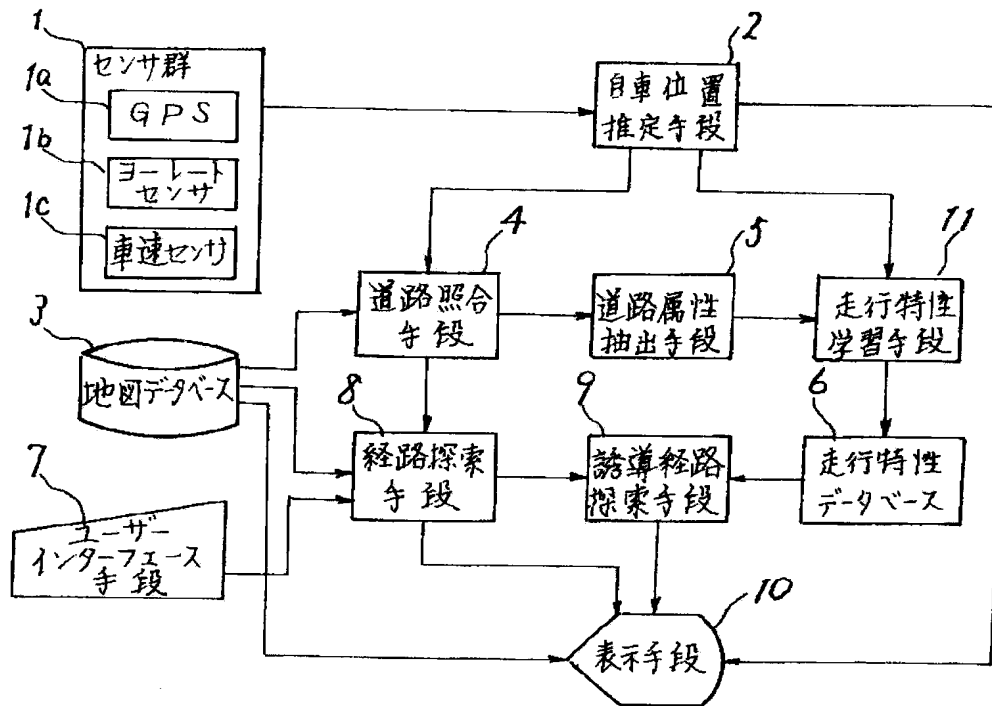 1
センサ群
1a
GPS
1b
ヨーレート
センサ
1c
車速センサ
2
自車位置
推定手段
3
地図データベース
4
道路照合
手段
5
道路属性
抽出手段
11
走行特性
学習手段
8
経路探索
手段
9
誘導経路
探索手段
6
走行特性
データベース
7
ユーザー
インターフェース
手段
10
表示手段